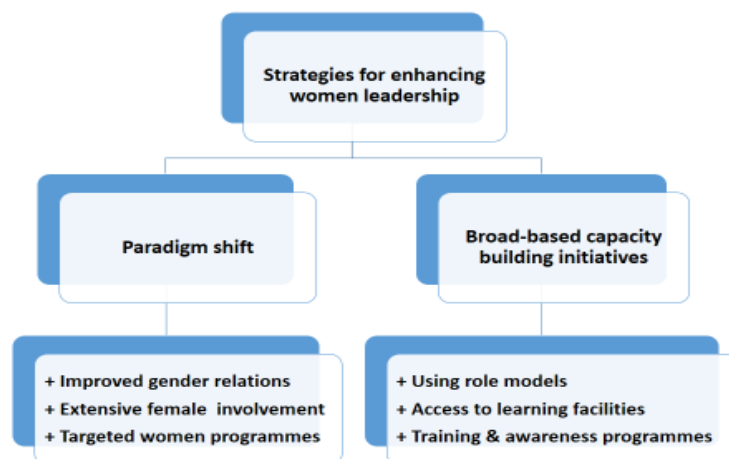 Strategies for enhancing
women leadership
Paradigm shift
Broad-based capacity
building initiatives
+ Improved gender relations
+ Extensive female involvement
+ Targeted women programmes
+ Using role models
+ Access to learning facilities
+ Training & awareness programmes